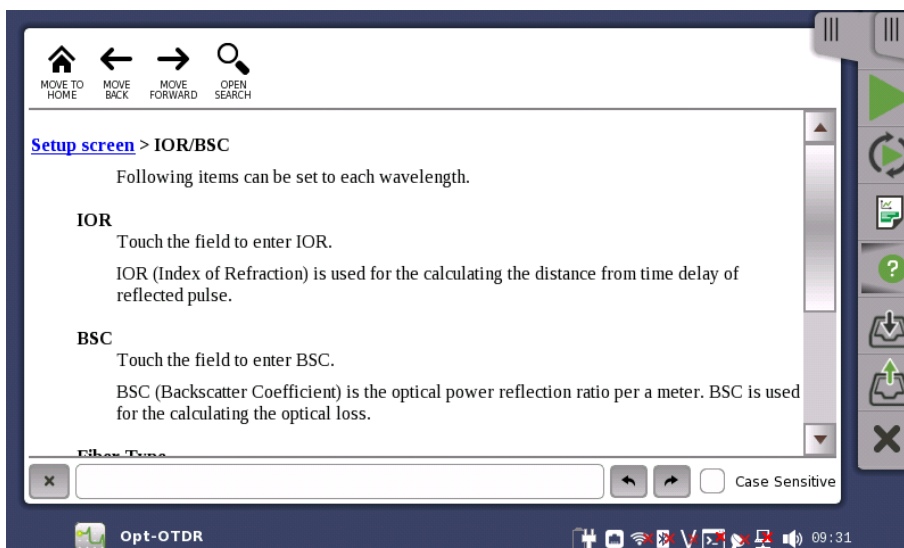 MOVE TO
HOME
MOVE
BACK
MOVE
FORWARD
OPEN
SEARCH
Setup screen > IOR/BSC
Following items can be set to each wavelength.
IOR
Touch the field to enter IOR.
IOR (Index of Refraction) is used for the calculating the distance from time delay of
reflected pulse.
BSC
Touch the field to enter BSC.
BSC (Backscatter Coefficient) is the optical power reflection ratio per a meter. BSC is used
for the calculating the optical loss.
Fiber Type
Case Sensitive
Opt-OTDR
09:31